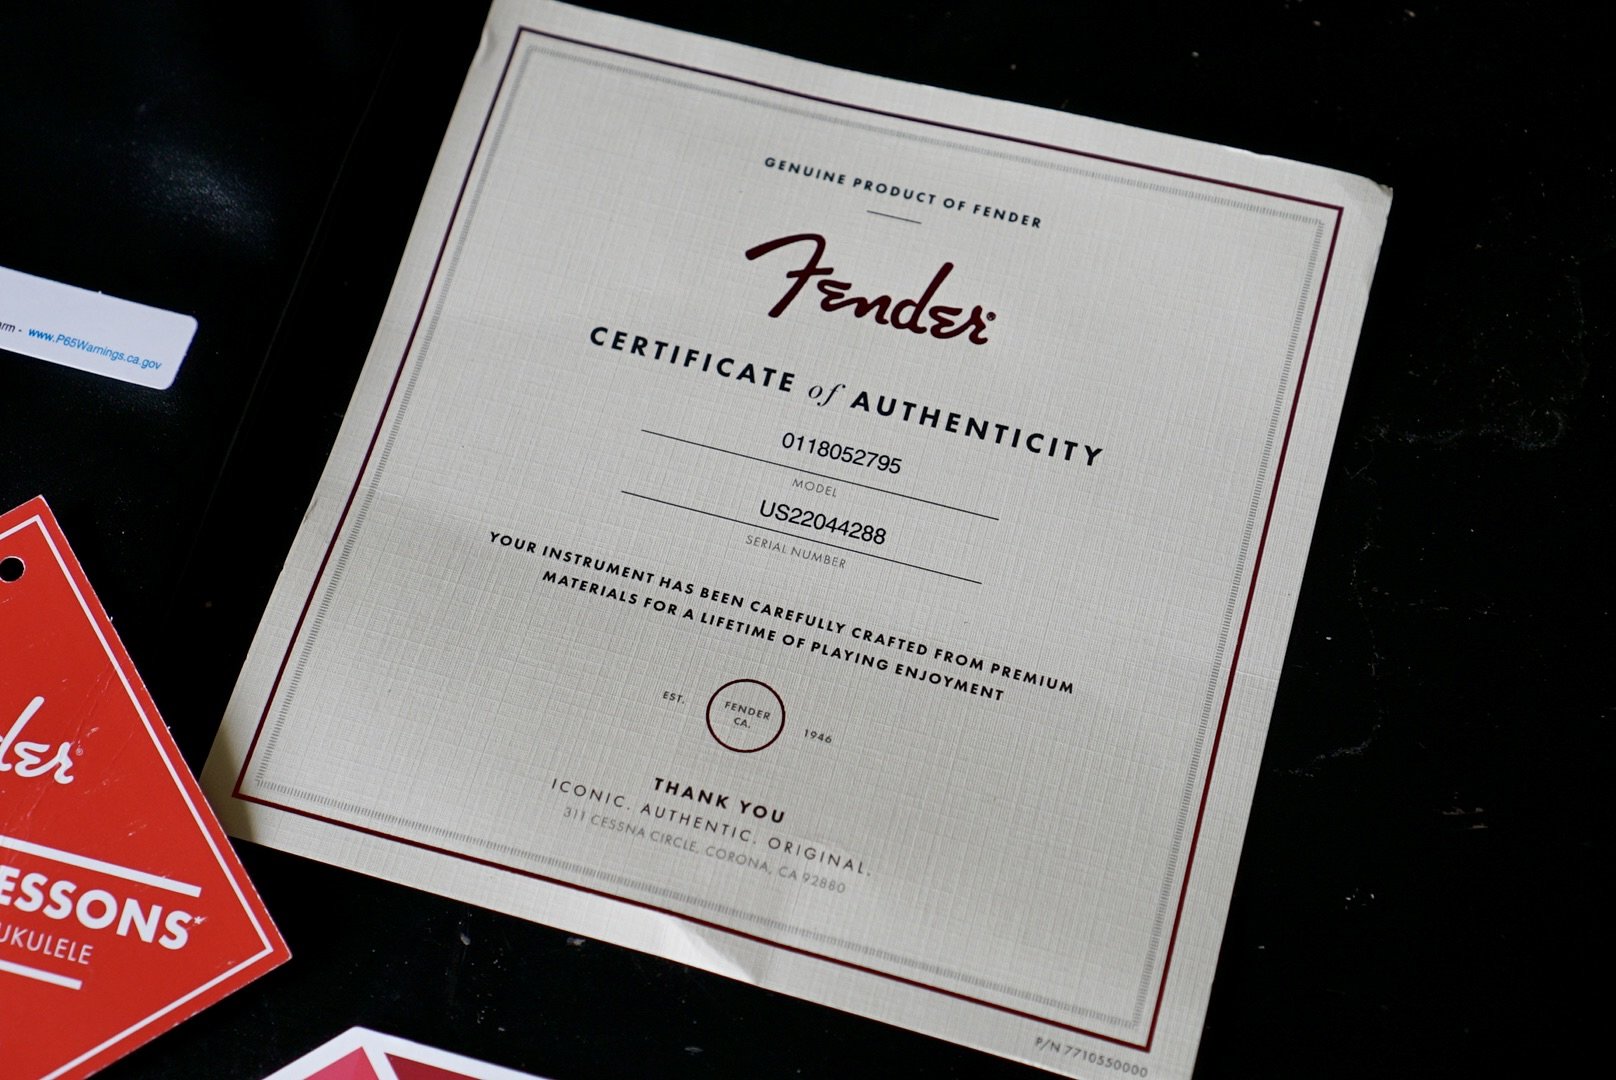 GENUINE PRODUCT OF FENDER
Fender®
CERTIFICATE of AUTHENTICITY
0118052795
MODEL
US22044288
SERIAL NUMBER
YOUR INSTRUMENT HAS BEEN CAREFULLY CRAFTED FROM PREMIUM
MATERIALS FOR A LIFETIME OF PLAYING ENJOYMENT
EST. FENDER CA. 1946
THANK YOU
ICONIC. AUTHENTIC. ORIGINAL.
311 CESSNA CIRCLE, CORONA, CA 92880
P/N 7710550000
arm - www.P65Warnings.ca.gov
der®
ESSONS*
UKULELE